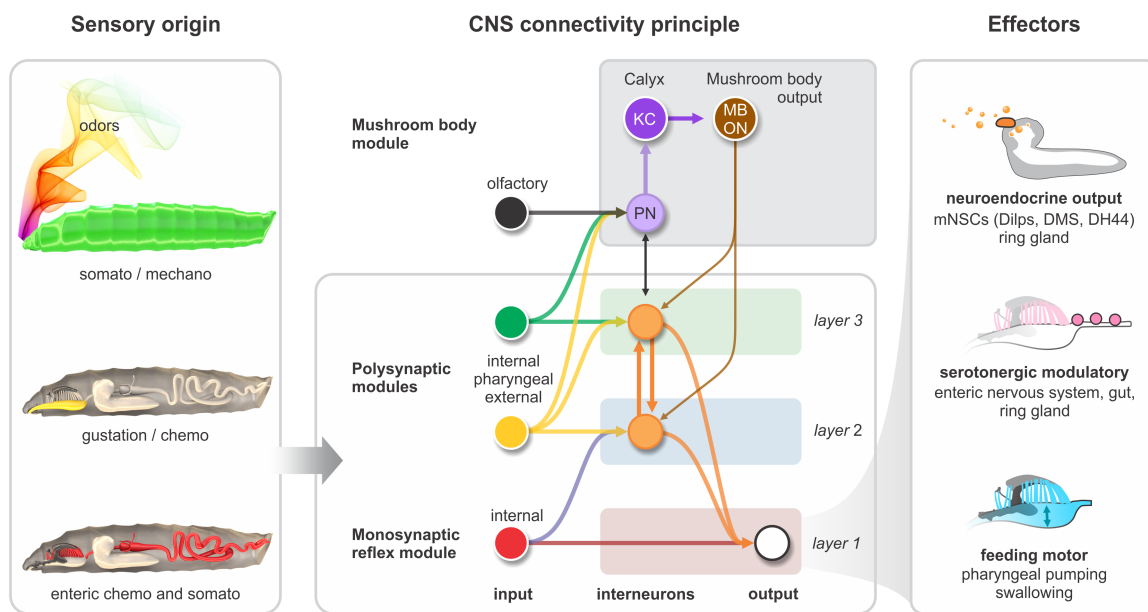 Sensory origin
CNS connectivity principle
Effectors
odors
somato / mechano
gustation / chemo
enteric chemo and somato
Mushroom body
module
Calyx
Mushroom body
output
KC
MB
ON
olfactory
PN
layer 3
Polysynaptic
modules
internal
pharyngeal
external
layer 2
internal
Monosynaptic
reflex module
layer 1
input
interneurons
output
neuroendocrine output
mNSCs (Dilps, DMS, DH44)
ring gland
serotonergic modulatory
enteric nervous system, gut,
ring gland
feeding motor
pharyngeal pumping
swallowing